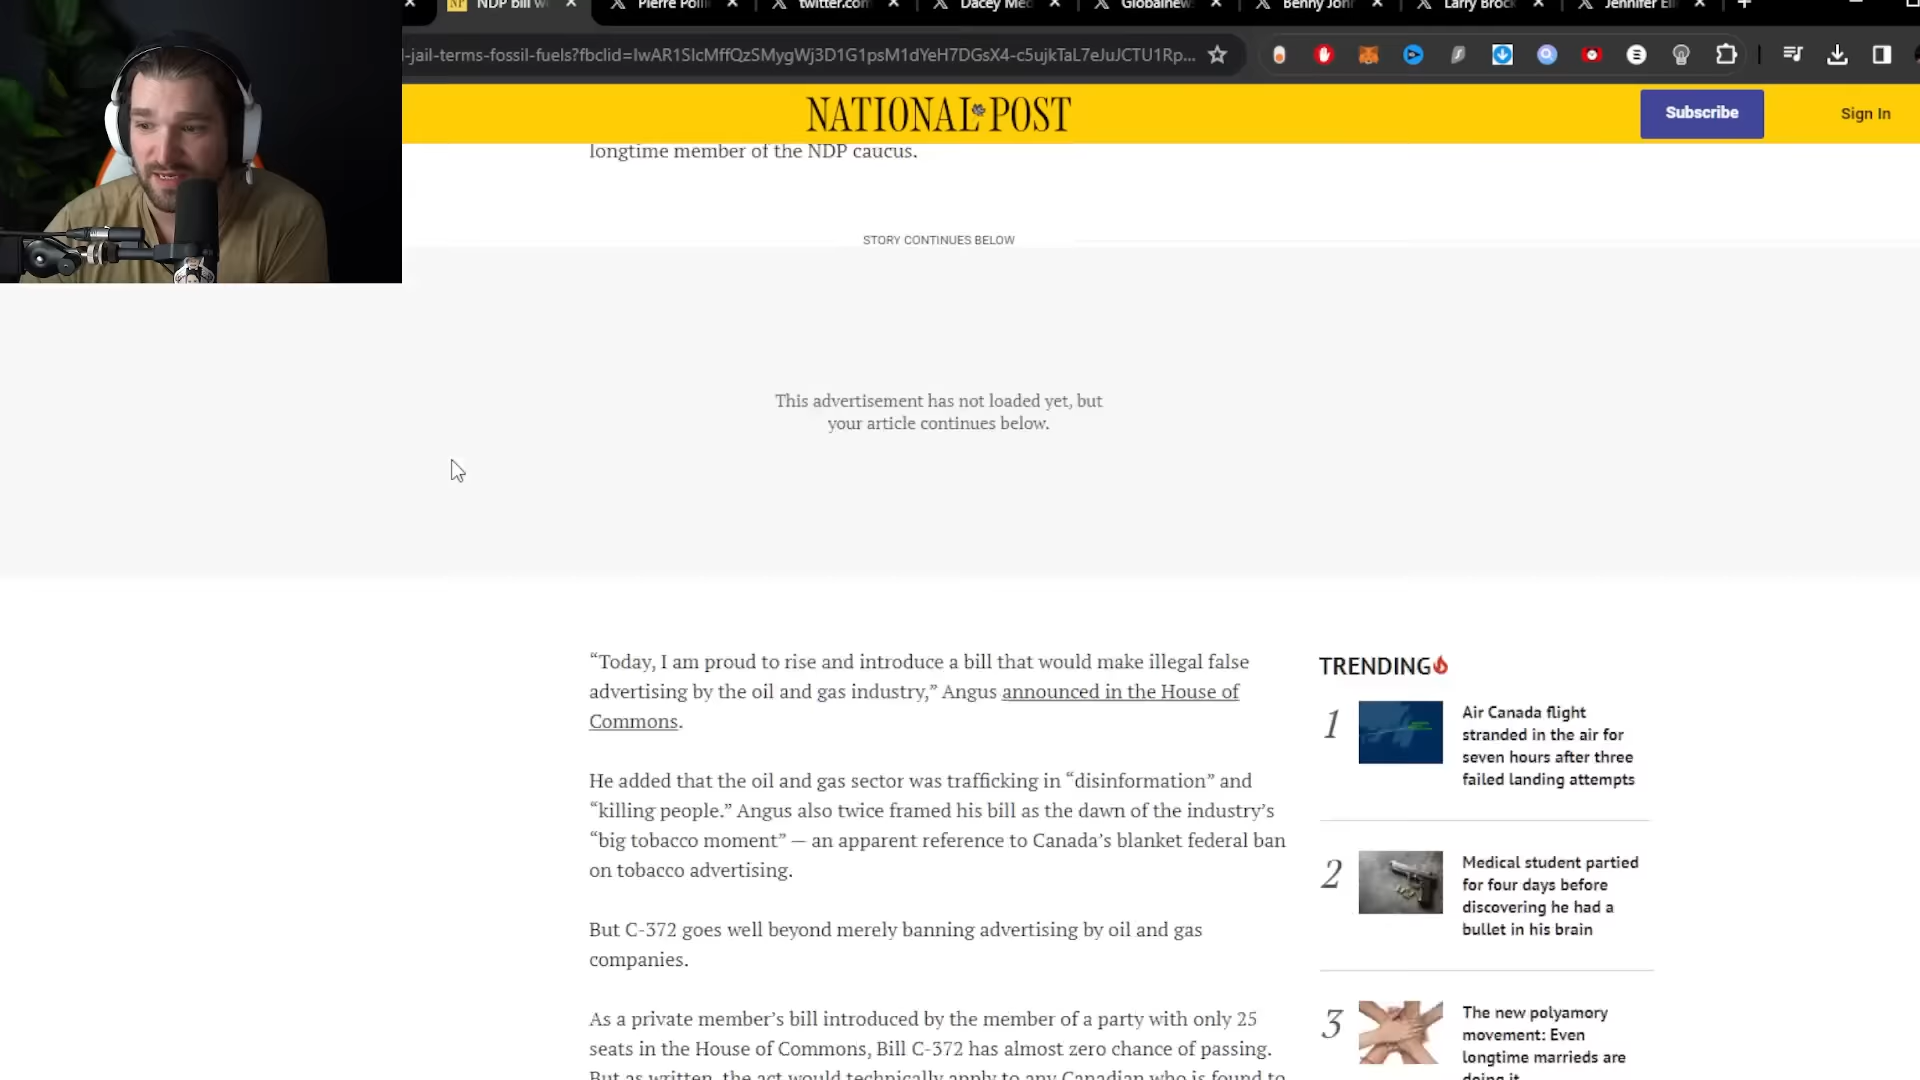 NDP bill w
Pierre Poli
twitter.com
Dacey Med
Globalnew
Benny John
Larry Brock
Jennifer El
l-jail-terms-fossil-fuels?fbclid=IwAR1SlcMffQzSMygWj3D1G1psM1dYeH7DGsX4-c5ujkTaL7eJuJCTU1Rp...
NATIONAL POST
Subscribe
Sign In
longtime member of the NDP caucus.
STORY CONTINUES BELOW
This advertisement has not loaded yet, but
your article continues below.
“Today, I am proud to rise and introduce a bill that would make illegal false
advertising by the oil and gas industry,” Angus announced in the House of
Commons.
He added that the oil and gas sector was trafficking in “disinformation” and
“killing people.” Angus also twice framed his bill as the dawn of the industry’s
“big tobacco moment” — an apparent reference to Canada’s blanket federal ban
on tobacco advertising.
But C-372 goes well beyond merely banning advertising by oil and gas
companies.
As a private member’s bill introduced by the member of a party with only 25
seats in the House of Commons, Bill C-372 has almost zero chance of passing.
But as written, the act would technically apply to any Canadian who is found to
TRENDING
1
Air Canada flight
stranded in the air for
seven hours after three
failed landing attempts
2
Medical student partied
for four days before
discovering he had a
bullet in his brain
3
The new polyamory
movement: Even
longtime marrieds are
doing it